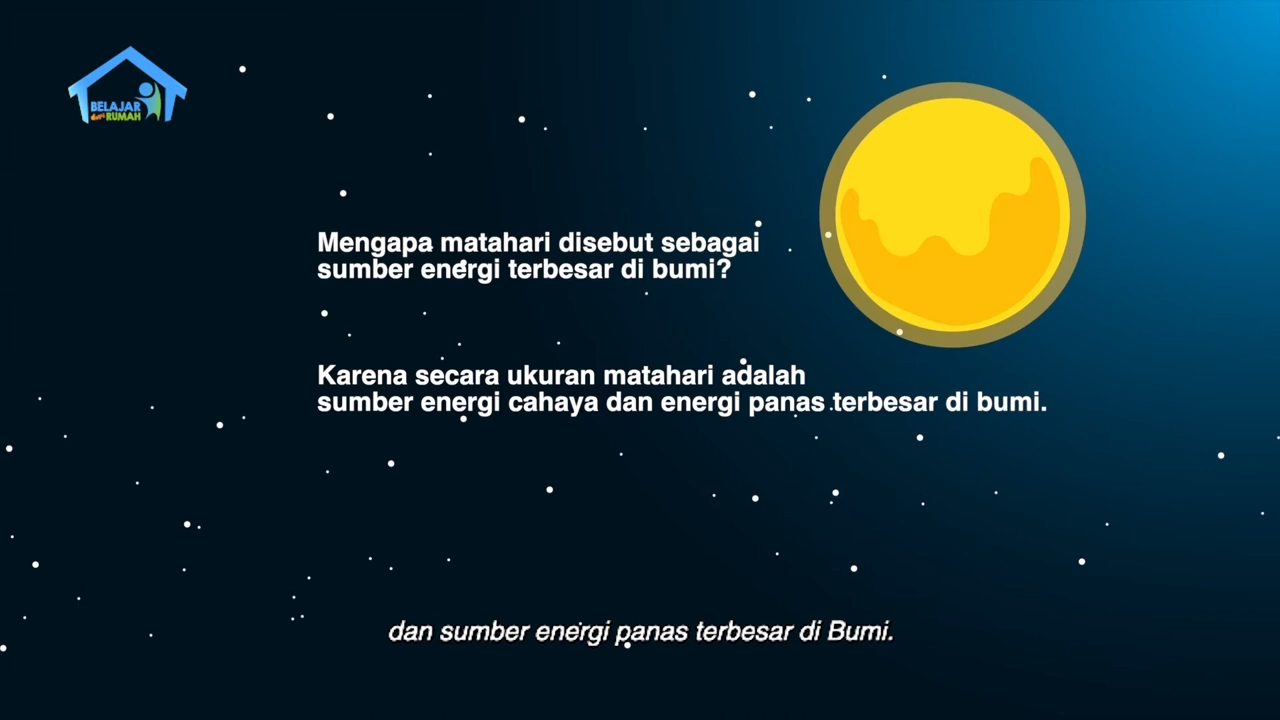 BELAJAR
dari RUMAH
Mengapa matahari disebut sebagai
sumber energi terbesar di bumi?
Karena secara ukuran matahari adalah
sumber energi cahaya dan energi panas terbesar di bumi.
dan sumber energi panas terbesar di Bumi.